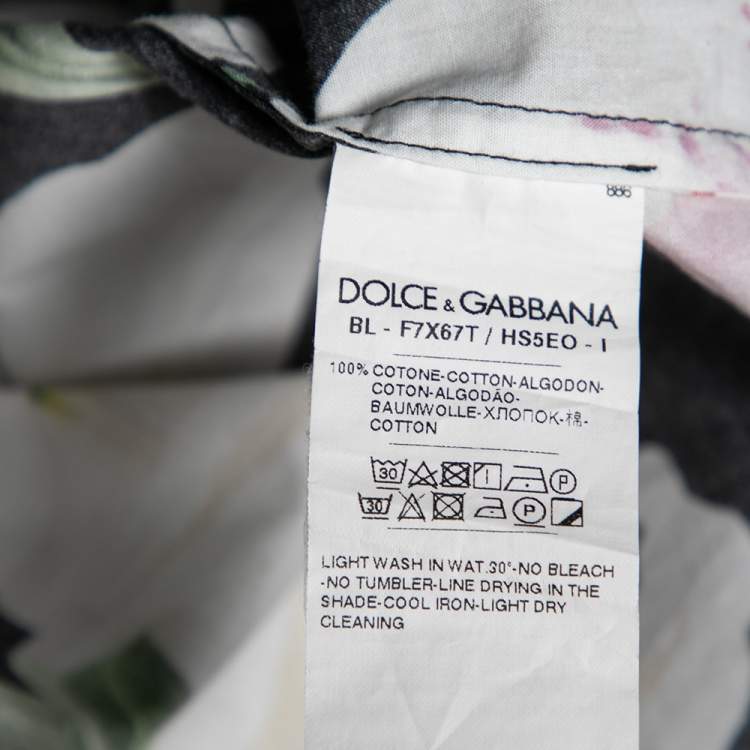 886
DOLCE & GABBANA
BL - F7X67T / HS5EO - I
100% COTONE-COTTON-ALGODON-
COTON-ALGODÃO-
BAUMWOLLE-ХЛОПОК-棉-
COTTON
30 P
30 P
LIGHT WASH IN WAT.30°-NO BLEACH
-NO TUMBLER-LINE DRYING IN THE
SHADE-COOL IRON-LIGHT DRY
CLEANING